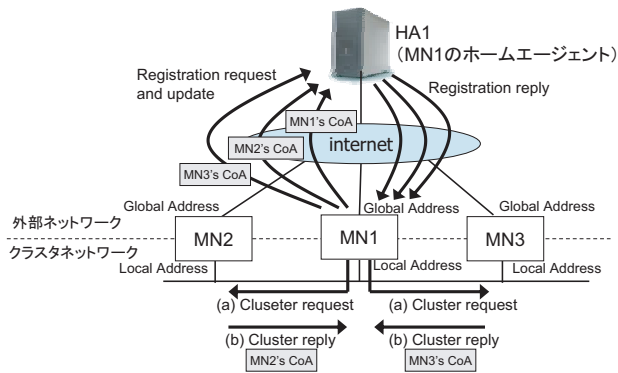 HA1
（MN1のホームエージェント）
Registration request
and update
Registration reply
MN1's CoA
MN2's CoA
internet
MN3's CoA
Global Address
Global Address
Global Address
外部ネットワーク
MN2
MN1
MN3
クラスタネットワーク
Local Address
Local Address
Local Address
(a) Cluseter request
(a) Cluster request
(b) Cluster reply
(b) Cluster reply
MN2's CoA
MN3's CoA